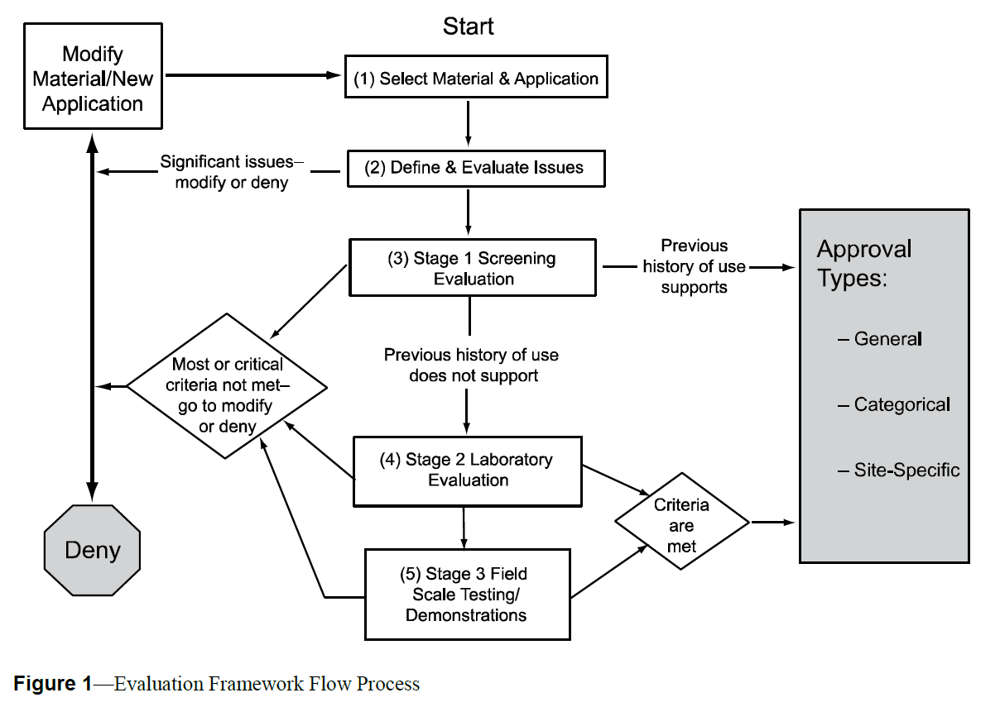 Start
Modify
Material/New
Application
(1) Select Material & Application
Significant issues–
modify or deny
(2) Define & Evaluate Issues
(3) Stage 1 Screening
Evaluation
Previous
history of use
supports
Approval
Types:
– General
– Categorical
– Site-Specific
Most or critical
criteria not met–
go to modify
or deny
Previous history of use
does not support
(4) Stage 2 Laboratory
Evaluation
Criteria
are
met
Deny
(5) Stage 3 Field
Scale Testing/
Demonstrations
Figure 1—Evaluation Framework Flow Process